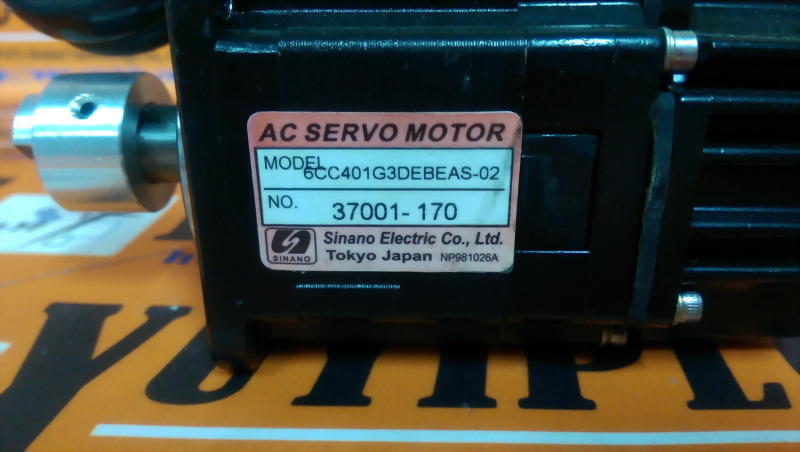 AC SERVO MOTOR
MODEL 6CC401G3DEBEAS-02
NO. 37001-170
SINANO
Sinano Electric Co., Ltd.
Tokyo Japan NP981026A